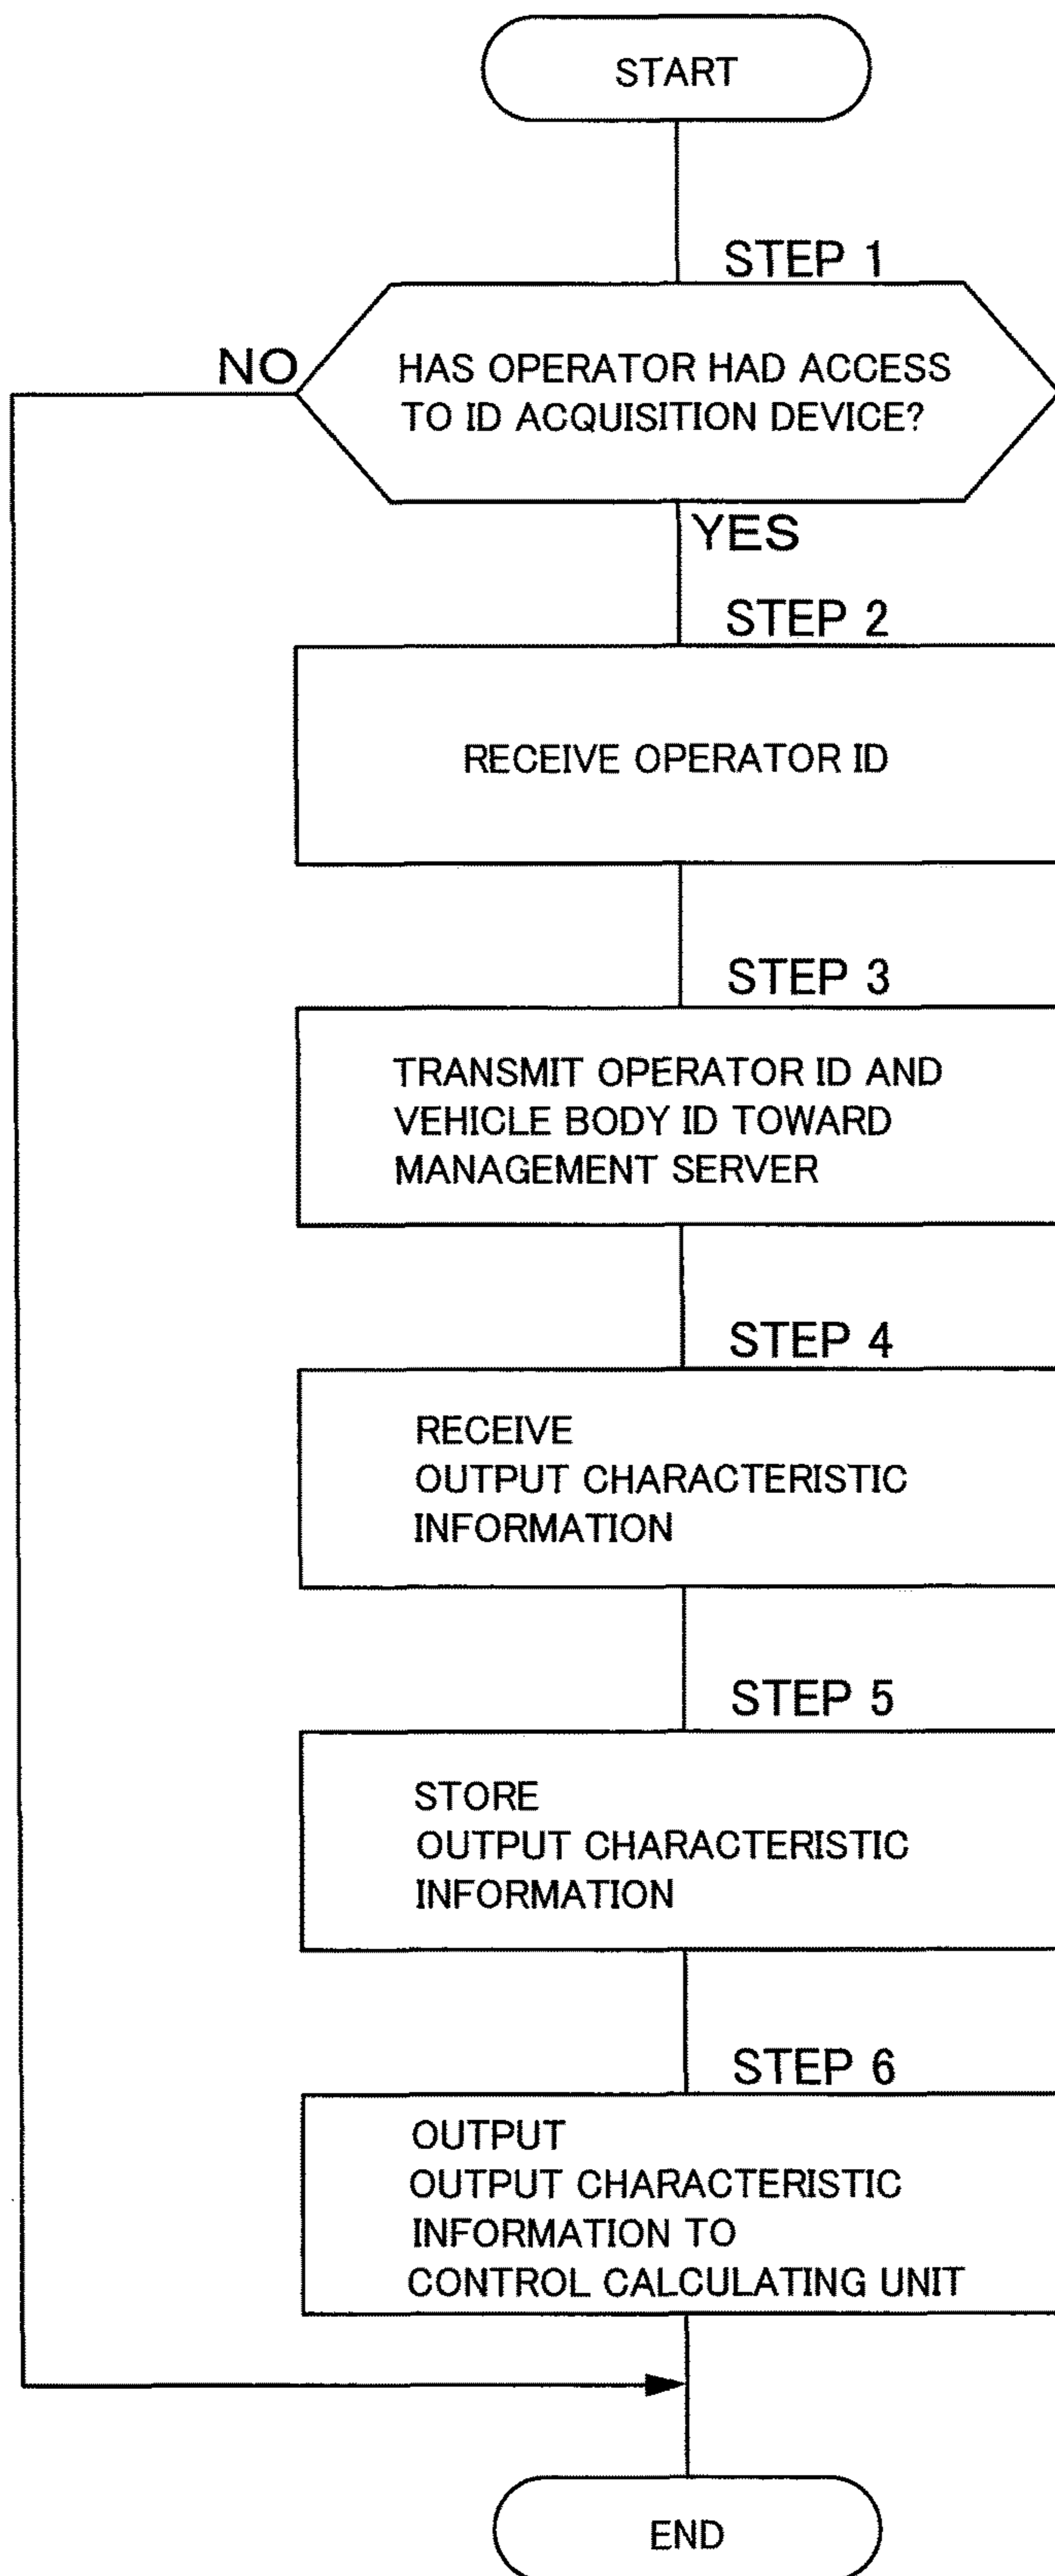 START
STEP 1
NO
HAS OPERATOR HAD ACCESS
TO ID ACQUISITION DEVICE?
YES
STEP 2
RECEIVE OPERATOR ID
STEP 3
TRANSMIT OPERATOR ID AND
VEHICLE BODY ID TOWARD
MANAGEMENT SERVER
STEP 4
RECEIVE
OUTPUT CHARACTERISTIC
INFORMATION
STEP 5
STORE
OUTPUT CHARACTERISTIC
INFORMATION
STEP 6
OUTPUT
OUTPUT CHARACTERISTIC
INFORMATION TO
CONTROL CALCULATING UNIT
END